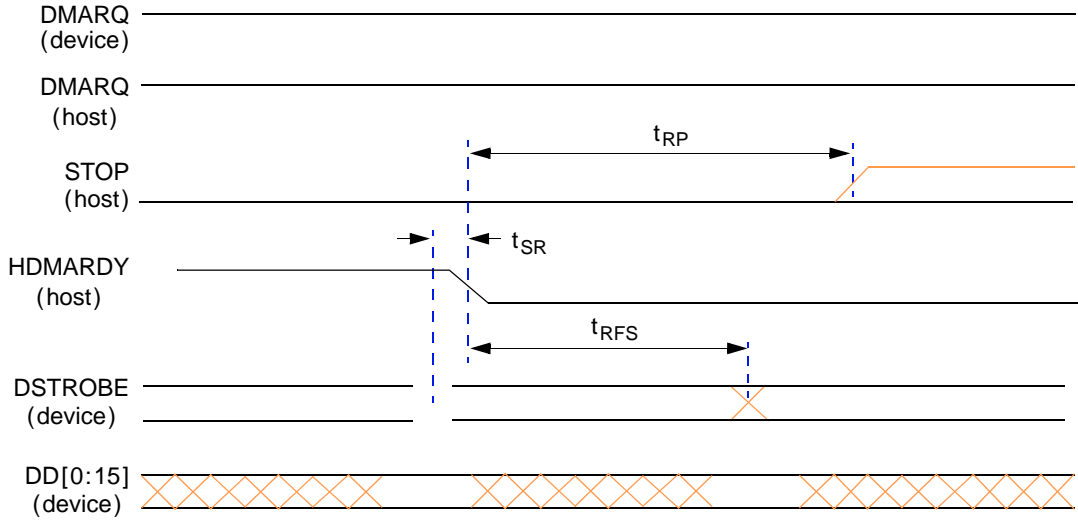 DMARQ
(device)
DMARQ
(host)
tRP
STOP
(host)
tSR
HDMARDY
(host)
tRFS
DSTROBE
(device)
DD[0:15]
(device)